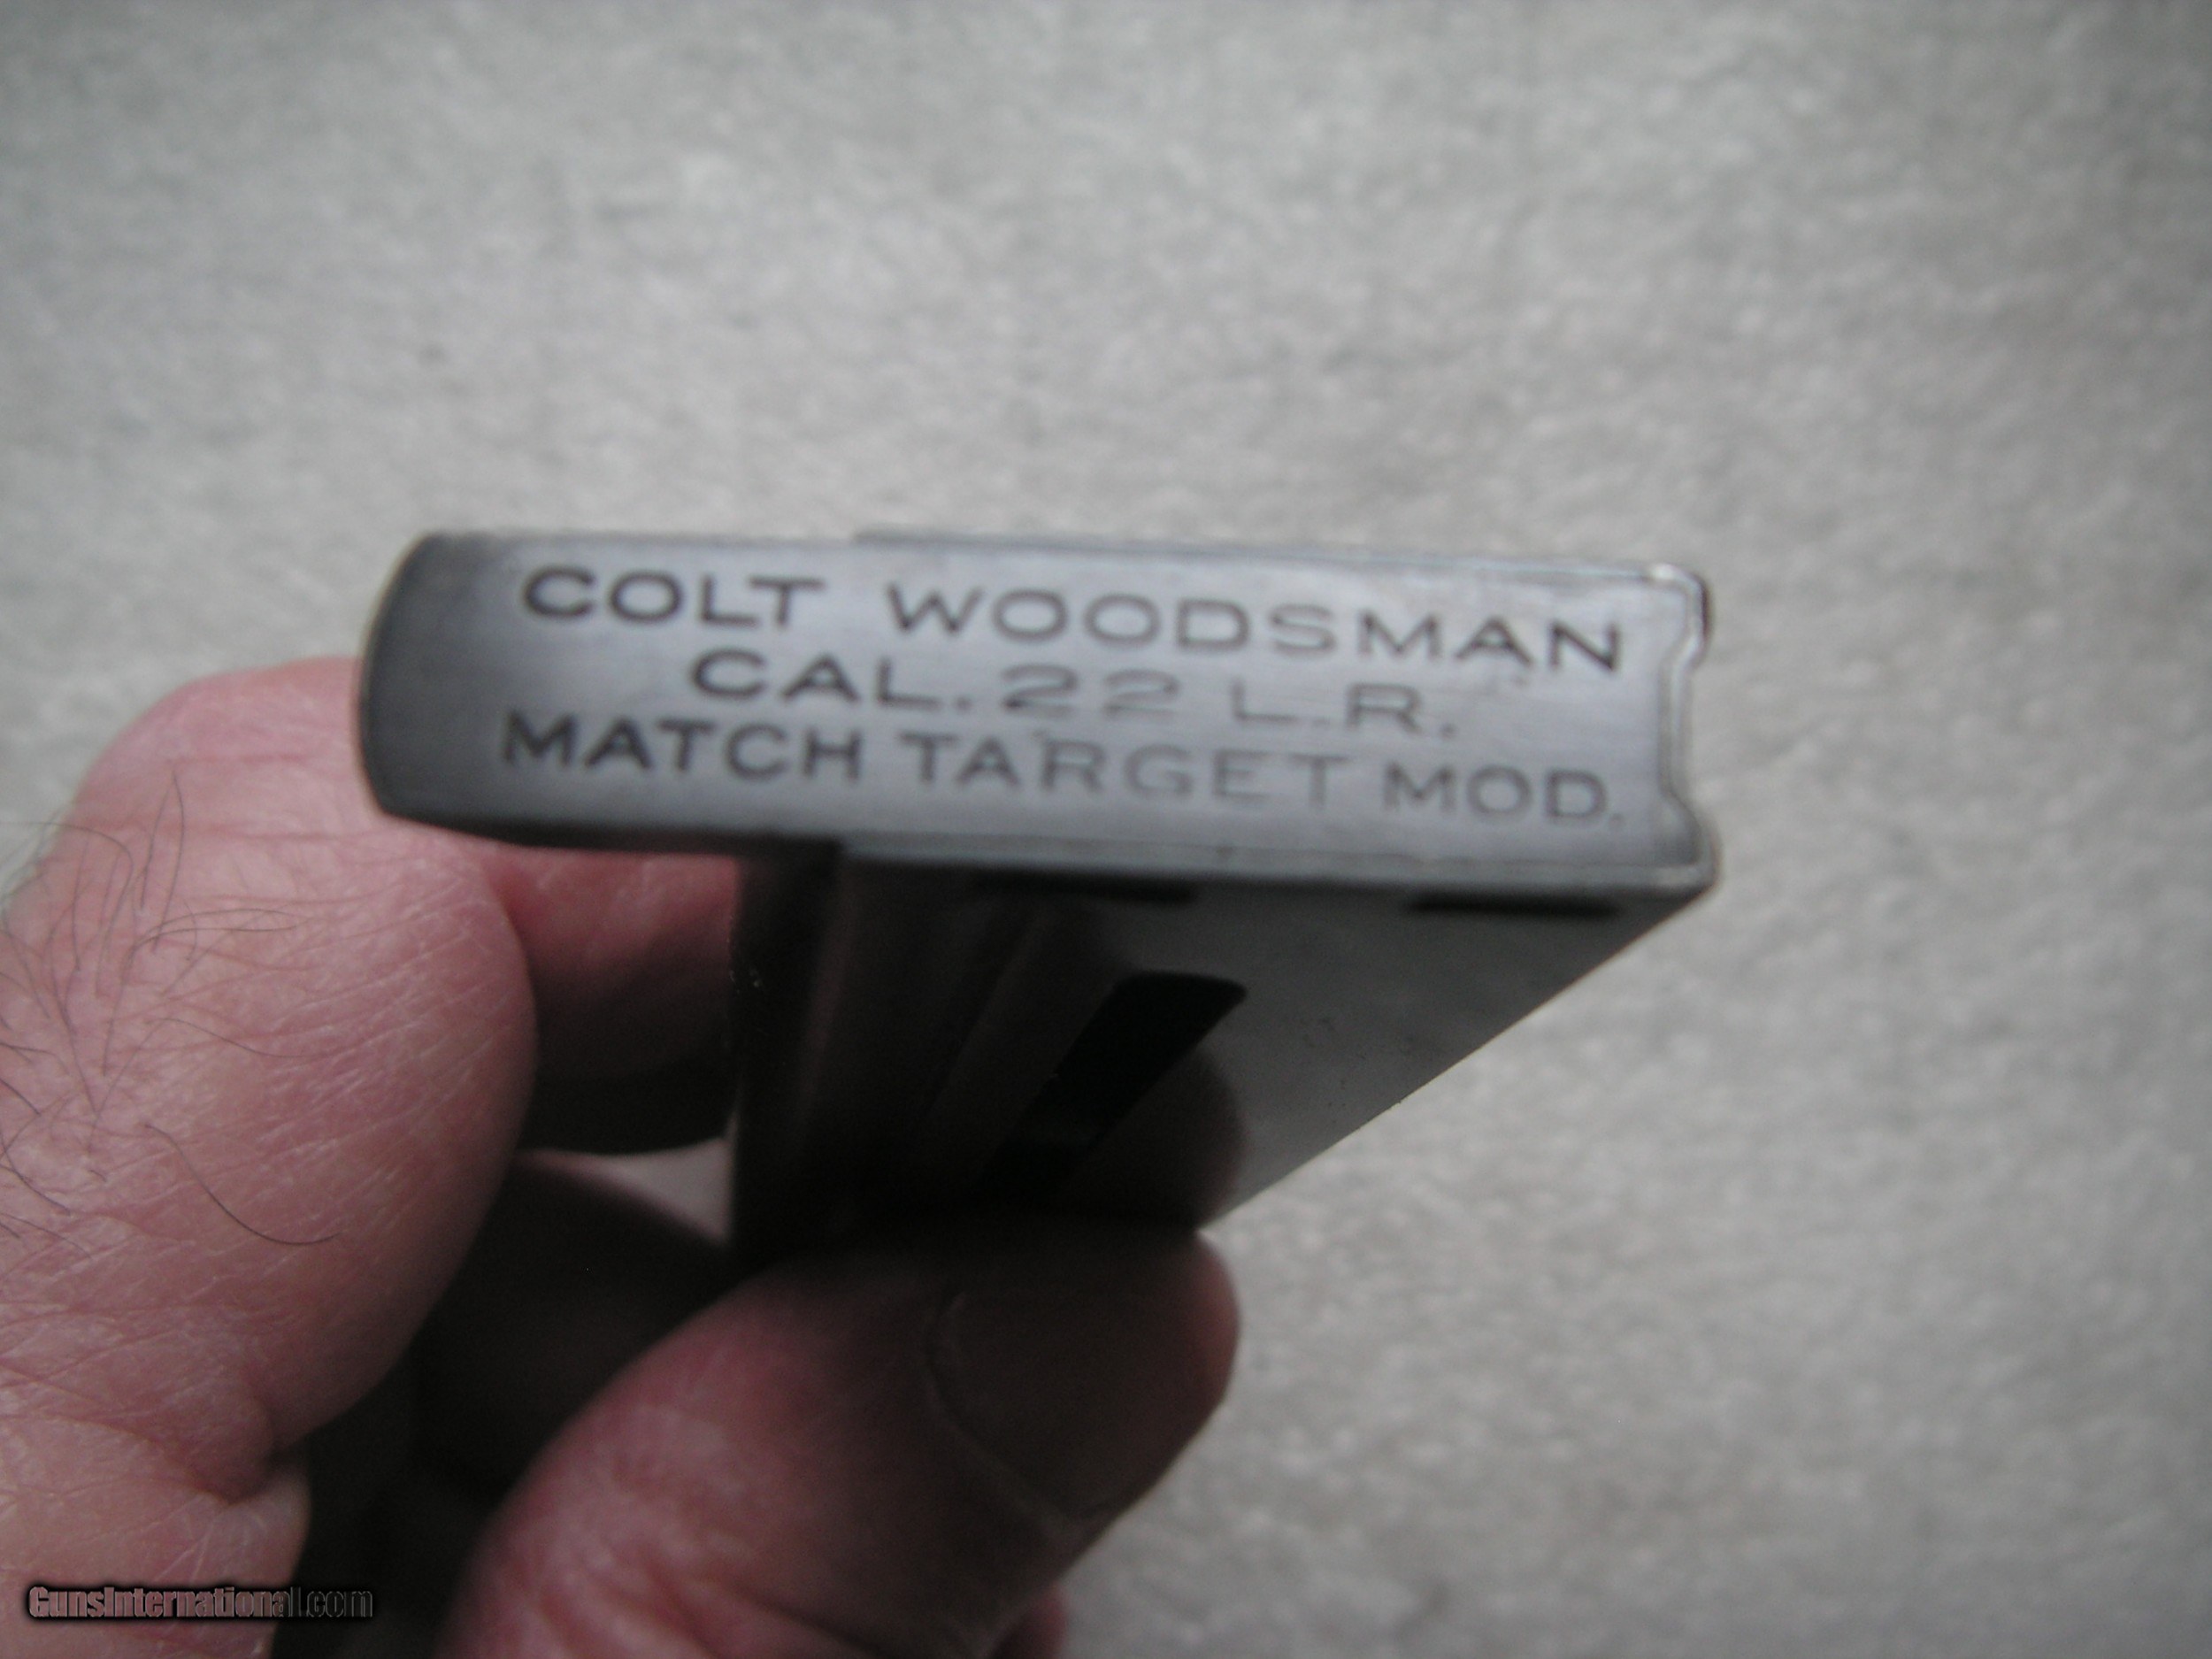 COLT WOODSMAN
CAL. 22 L.R.
MATCH TARGET MOD.
GunsInternational.com